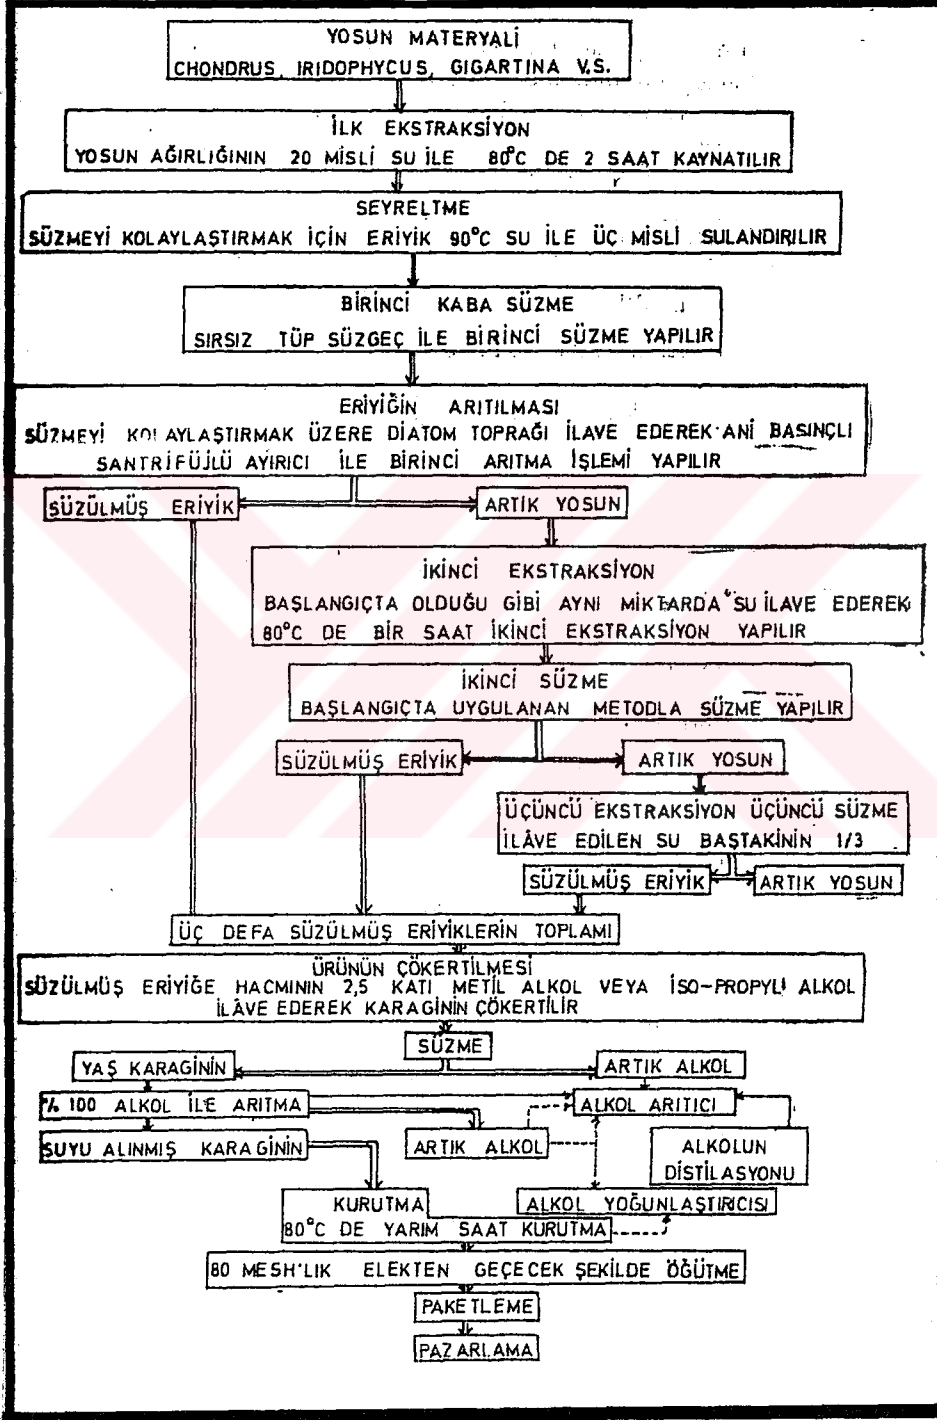 YOSUN MATERYALİ
CHONDRUS, IRIDOPHYCUS, GIGARTINA V.S.
İLK EKSTRAKSİYON
YOSUN AĞIRLIĞININ 20 MİSLİ SU İLE 80°C DE 2 SAAT KAYNATILIR
SEYRELTME
SÜZMEYİ KOLAYLAŞTIRMAK İÇİN ERİYİK 90°C SU İLE ÜÇ MİSLİ SULANDIRILIR
BİRİNCİ KABA SÜZME
SIRSIZ TÜP SÜZGEÇ İLE BİRİNCİ SÜZME YAPILIR
ERİYİĞİN ARITILMASI
SÜZMEYİ KOLAYLAŞTIRMAK ÜZERE DİATOM TOPRAĞI İLAVE EDEREK ANİ BASINÇLI
SANTRİFÜJLÜ AYIRICI İLE BİRİNCİ ARITMA İŞLEMİ YAPILIR
SÜZÜLMÜŞ ERİYİK
ARTIK YOSUN
İKİNCİ EKSTRAKSİYON
BAŞLANGIÇTA OLDUĞU GİBİ AYNI MİKTARDA SU İLAVE EDEREK
80°C DE BİR SAAT İKİNCİ EKSTRAKSİYON YAPILIR
İKİNCİ SÜZME
BAŞLANGIÇTA UYGULANAN METODLA SÜZME YAPILIR
SÜZÜLMÜŞ ERİYİK
ARTIK YOSUN
ÜÇÜNCÜ EKSTRAKSİYON ÜÇÜNCÜ SÜZME
İLÂVE EDİLEN SU BAŞTAKİNİN 1/3
SÜZÜLMÜŞ ERİYİK
ARTIK YOSUN
ÜÇ DEFA SÜZÜLMÜŞ ERİYİKLERİN TOPLAMI
ÜRÜNÜN ÇÖKERTİLMESİ
SÜZÜLMÜŞ ERİYİĞE HACMININ 2,5 KATI METİL ALKOL VEYA İSO-PROPYLİ ALKOL
İLÂVE EDEREK KARAGİNİN ÇÖKERTİLİR
SÜZME
YAŞ KARAGİNİN
ARTIK ALKOL
% 100 ALKOL İLE ARITMA
ALKOL ARITICI
SUYU ALINMIŞ KARAGİNİN
ARTIK ALKOL
ALKOLUN
DİSTİLASYONU
KURUTMA
80°C DE YARIM SAAT KURUTMA
ALKOL YOĞUNLAŞTIRICISI
80 MESH'LIK ELEKTEN GEÇECEK ŞEKİLDE ÖĞÜTME
PAKETLEME
PAZARLAMA